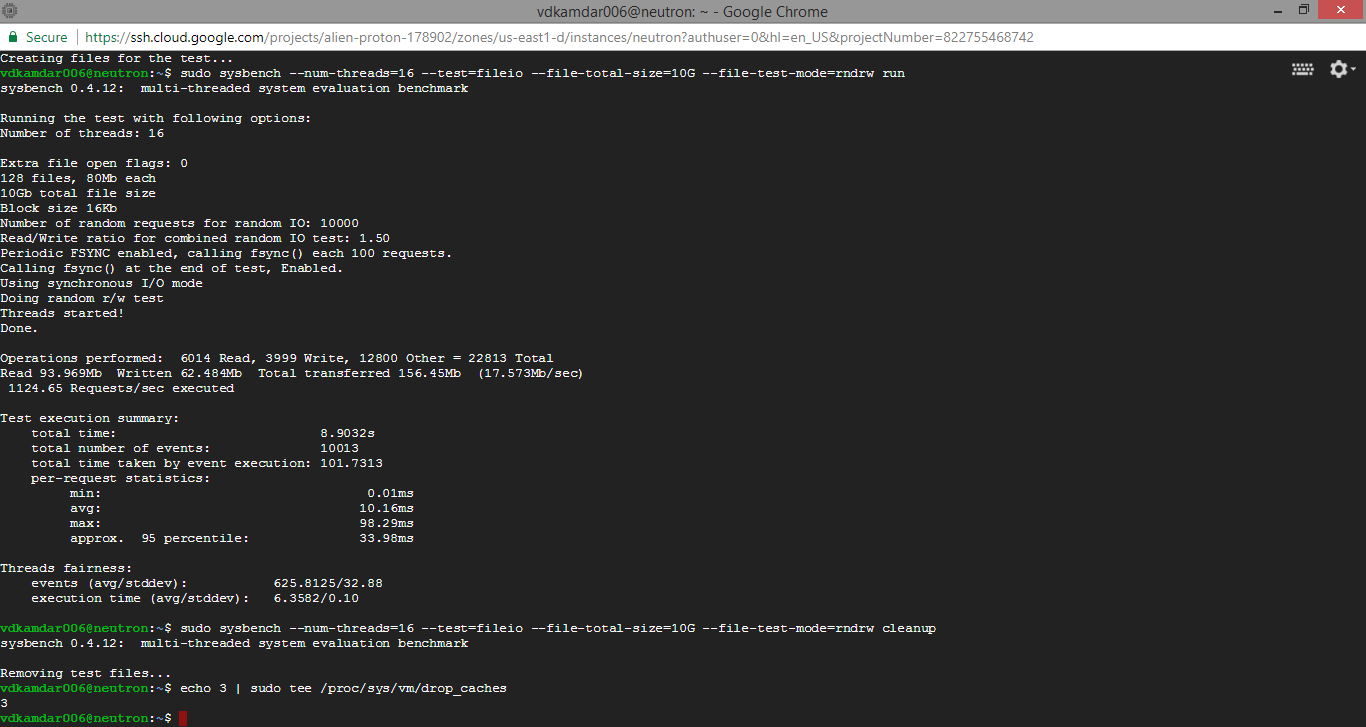 vdkamdar006@neutron: ~ - Google Chrome
Secure https://ssh.cloud.google.com/projects/alien-proton-178902/zones/us-east1-d/instances/neutron?authuser=0&hl=en_US&projectNumber=822755468742
Creating files for the test...
vdkamdar006@neutron:~$ sudo sysbench --num-threads=16 --test=fileio --file-total-size=10G --file-test-mode=rndrw run
sysbench 0.4.12:  multi-threaded system evaluation benchmark

Running the test with following options:
Number of threads: 16

Extra file open flags: 0
128 files, 80Mb each
10Gb total file size
Block size 16Kb
Number of random requests for random IO: 10000
Read/Write ratio for combined random IO test: 1.50
Periodic FSYNC enabled, calling fsync() each 100 requests.
Calling fsync() at the end of test, Enabled.
Using synchronous I/O mode
Doing random r/w test
Threads started!
Done.

Operations performed:  6014 Read, 3999 Write, 12800 Other = 22813 Total
Read 93.969Mb  Written 62.484Mb  Total transferred 156.45Mb  (17.573Mb/sec)
 1124.65 Requests/sec executed

Test execution summary:
    total time:                          8.9032s
    total number of events:              10013
    total time taken by event execution: 101.7313
    per-request statistics:
         min:                                  0.01ms
         avg:                                 10.16ms
         max:                                 98.29ms
         approx.  95 percentile:              33.98ms

Threads fairness:
    events (avg/stddev):           625.8125/32.88
    execution time (avg/stddev):   6.3582/0.10

vdkamdar006@neutron:~$ sudo sysbench --num-threads=16 --test=fileio --file-total-size=10G --file-test-mode=rndrw cleanup
sysbench 0.4.12:  multi-threaded system evaluation benchmark

Removing test files...
vdkamdar006@neutron:~$ echo 3 | sudo tee /proc/sys/vm/drop_caches
3
vdkamdar006@neutron:~$